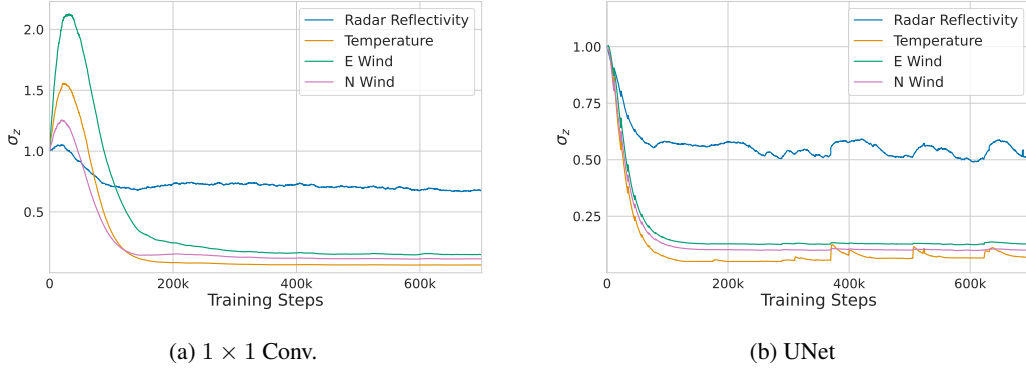 Radar Reflectivity
Temperature
E Wind
N Wind
2.0
1.5
1.0
0.5
σz
0
200k
400k
600k
Training Steps
(a) 1 × 1 Conv.
Radar Reflectivity
Temperature
E Wind
N Wind
1.00
0.75
0.50
0.25
σz
0
200k
400k
600k
Training Steps
(b) UNet